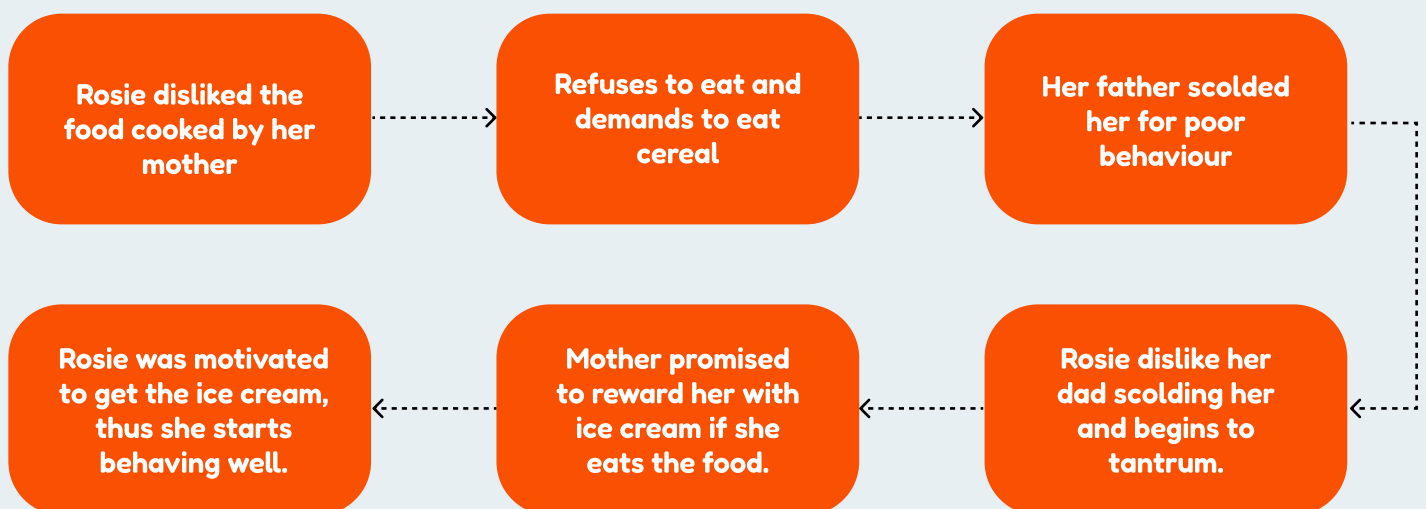 Rosie disliked the
food cooked by her
mother
Refuses to eat and
demands to eat
cereal
Her father scolded
her for poor
behaviour
Rosie dislike her
dad scolding her
and begins to
tantrum.
Mother promised
to reward her with
ice cream if she
eats the food.
Rosie was motivated
to get the ice cream,
thus she starts
behaving well.